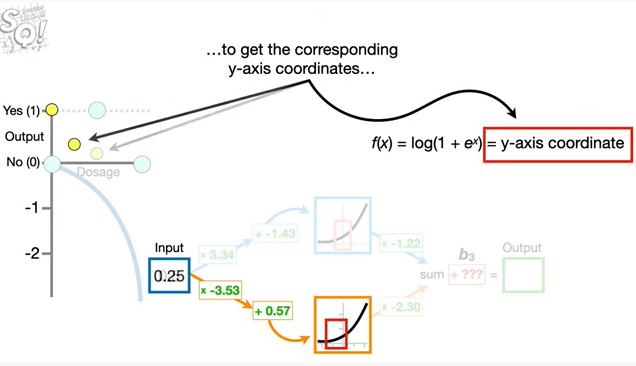 …to get the corresponding
y-axis coordinates…
Yes (1)
Output
No (0)
Dosage
-1
-2
f(x) = log(1 + eˣ) = y-axis coordinate
Input
0.25
x 3.34
+ -1.43
x -1.22
x -3.53
+ 0.57
x -2.30
b₃
sum + ??? =
Output